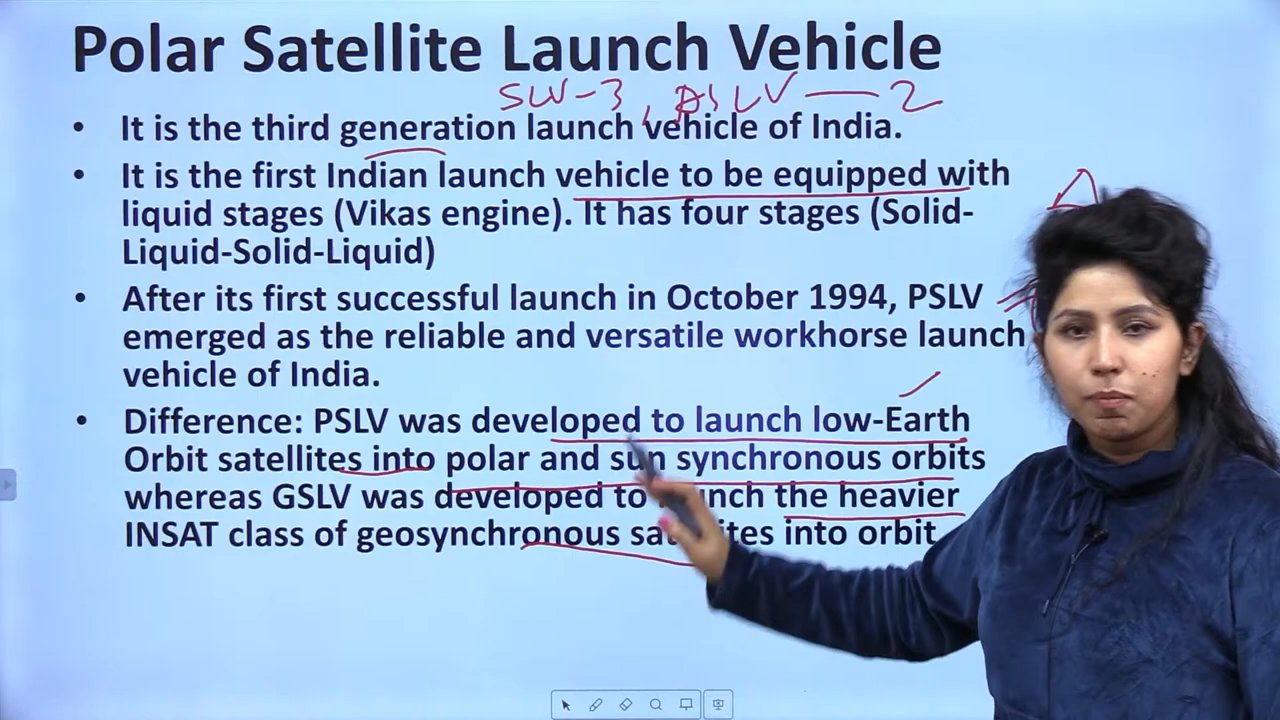 Polar Satellite Launch Vehicle
SLV-3, ASLV — 2
• It is the third generation launch vehicle of India.
• It is the first Indian launch vehicle to be equipped with
liquid stages (Vikas engine). It has four stages (Solid-
Liquid-Solid-Liquid)
• After its first successful launch in October 1994, PSLV
emerged as the reliable and versatile workhorse launch
vehicle of India.
• Difference: PSLV was developed to launch low-Earth
Orbit satellites into polar and sun synchronous orbits
whereas GSLV was developed to launch the heavier
INSAT class of geosynchronous satellites into orbit